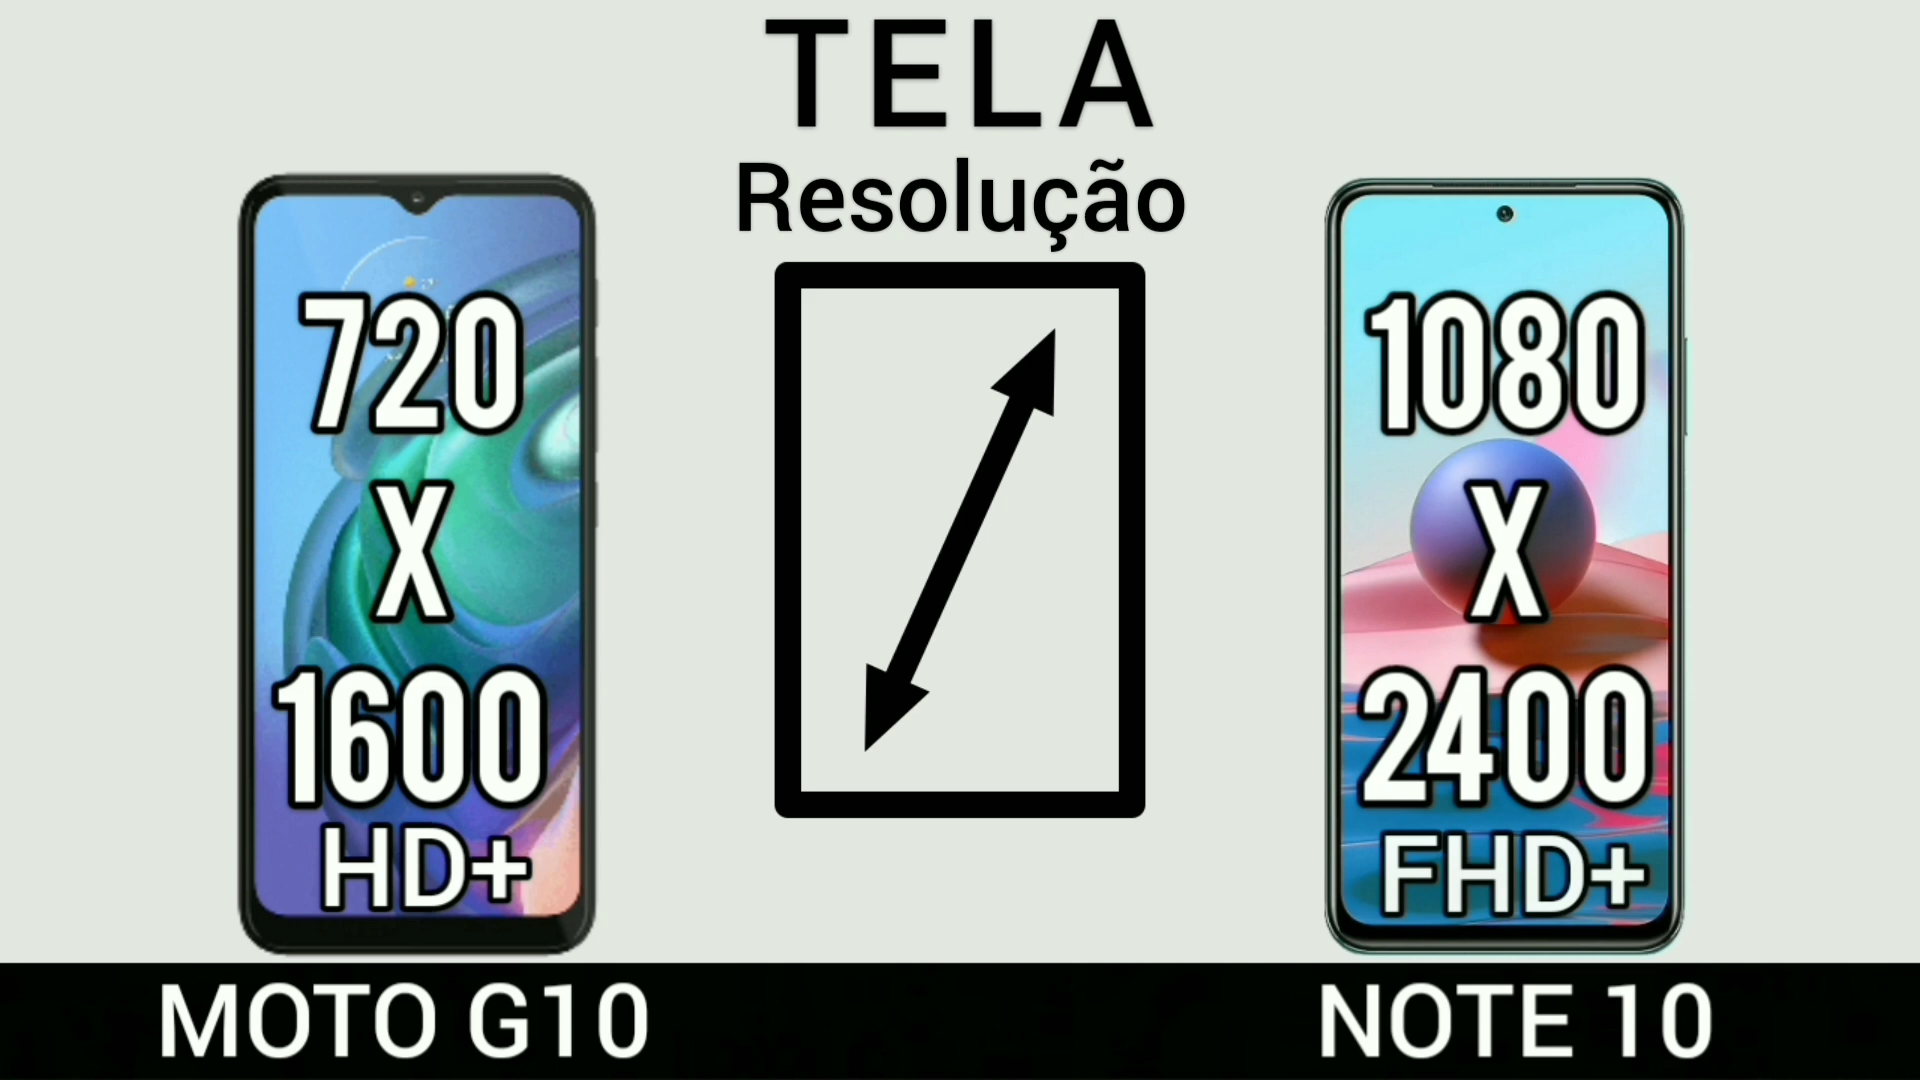 TELA
Resolução
720
X
1600
HD+
1080
X
2400
FHD+
MOTO G10
NOTE 10